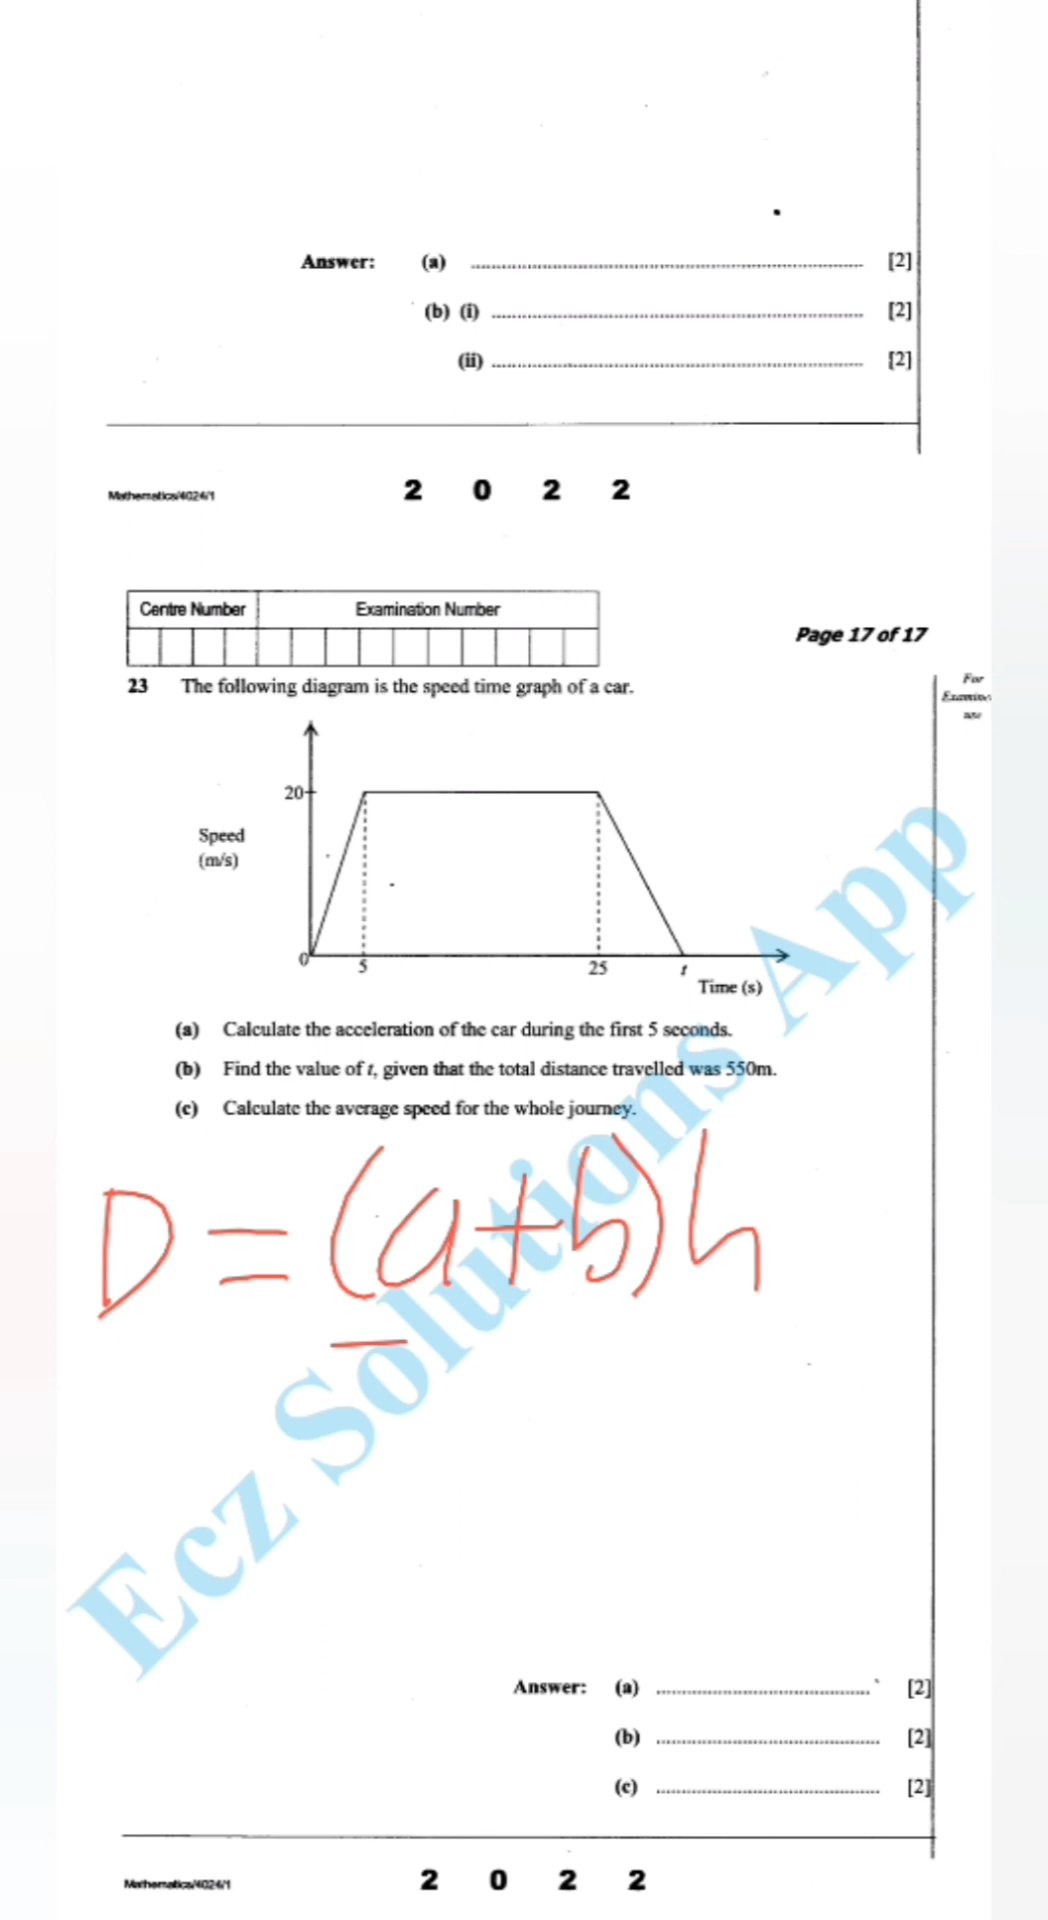 Answer: (a) ................ [2]
(b) (i) ................ [2]
(ii) ................ [2]
Mathematics/4024/1 2 0 2 2
Centre Number Examination Number
Page 17 of 17
23 The following diagram is the speed time graph of a car.
For
Examiner
use
20
Speed
(m/s)
0 5 25 t
Time (s)
(a) Calculate the acceleration of the car during the first 5 seconds.
(b) Find the value of t, given that the total distance travelled was 550m.
(c) Calculate the average speed for the whole journey.
D = (a+b)h
Ecz Solutions App
Answer: (a) ................ [2]
(b) ................ [2]
(c) ................ [2]
Mathematics/4024/1 2 0 2 2